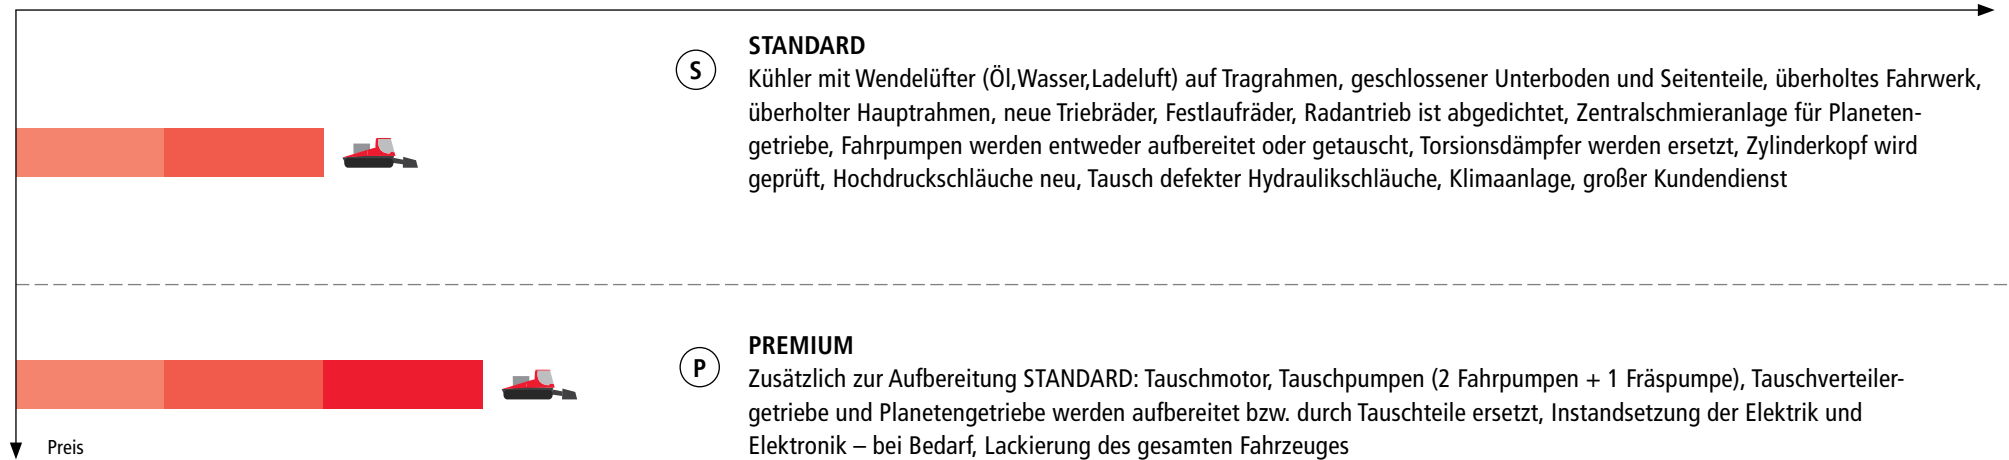 S
STANDARD
Kühler mit Wendelüfter (Öl,Wasser,Ladeluft) auf Tragrahmen, geschlossener Unterboden und Seitenteile, überholtes Fahrwerk,
überholter Hauptrahmen, neue Triebräder, Festlaufräder, Radantrieb ist abgedichtet, Zentralschmieranlage für Planeten-
getriebe, Fahrpumpen werden entweder aufbereitet oder getauscht, Torsionsdämpfer werden ersetzt, Zylinderkopf wird
geprüft, Hochdruckschläuche neu, Tausch defekter Hydraulikschläuche, Klimaanlage, großer Kundendienst
P
PREMIUM
Zusätzlich zur Aufbereitung STANDARD: Tauschmotor, Tauschpumpen (2 Fahrpumpen + 1 Fräspumpe), Tauschverteiler-
getriebe und Planetengetriebe werden aufbereitet bzw. durch Tauschteile ersetzt, Instandsetzung der Elektrik und
Elektronik – bei Bedarf, Lackierung des gesamten Fahrzeuges
Preis